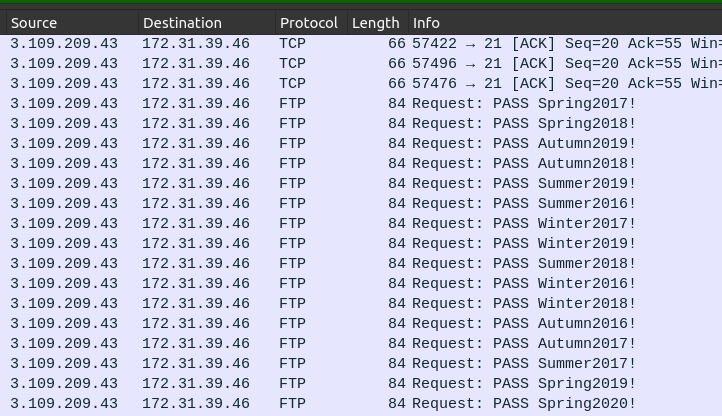 Source Destination Protocol Length Info
3.109.209.43 172.31.39.46 TCP 66 57422 → 21 [ACK] Seq=20 Ack=55 Win=
3.109.209.43 172.31.39.46 TCP 66 57496 → 21 [ACK] Seq=20 Ack=55 Win=
3.109.209.43 172.31.39.46 TCP 66 57476 → 21 [ACK] Seq=20 Ack=55 Win=
3.109.209.43 172.31.39.46 FTP 84 Request: PASS Spring2017!
3.109.209.43 172.31.39.46 FTP 84 Request: PASS Spring2018!
3.109.209.43 172.31.39.46 FTP 84 Request: PASS Autumn2019!
3.109.209.43 172.31.39.46 FTP 84 Request: PASS Autumn2018!
3.109.209.43 172.31.39.46 FTP 84 Request: PASS Summer2019!
3.109.209.43 172.31.39.46 FTP 84 Request: PASS Summer2016!
3.109.209.43 172.31.39.46 FTP 84 Request: PASS Winter2017!
3.109.209.43 172.31.39.46 FTP 84 Request: PASS Winter2019!
3.109.209.43 172.31.39.46 FTP 84 Request: PASS Summer2018!
3.109.209.43 172.31.39.46 FTP 84 Request: PASS Winter2016!
3.109.209.43 172.31.39.46 FTP 84 Request: PASS Winter2018!
3.109.209.43 172.31.39.46 FTP 84 Request: PASS Autumn2016!
3.109.209.43 172.31.39.46 FTP 84 Request: PASS Autumn2017!
3.109.209.43 172.31.39.46 FTP 84 Request: PASS Summer2017!
3.109.209.43 172.31.39.46 FTP 84 Request: PASS Spring2019!
3.109.209.43 172.31.39.46 FTP 84 Request: PASS Spring2020!